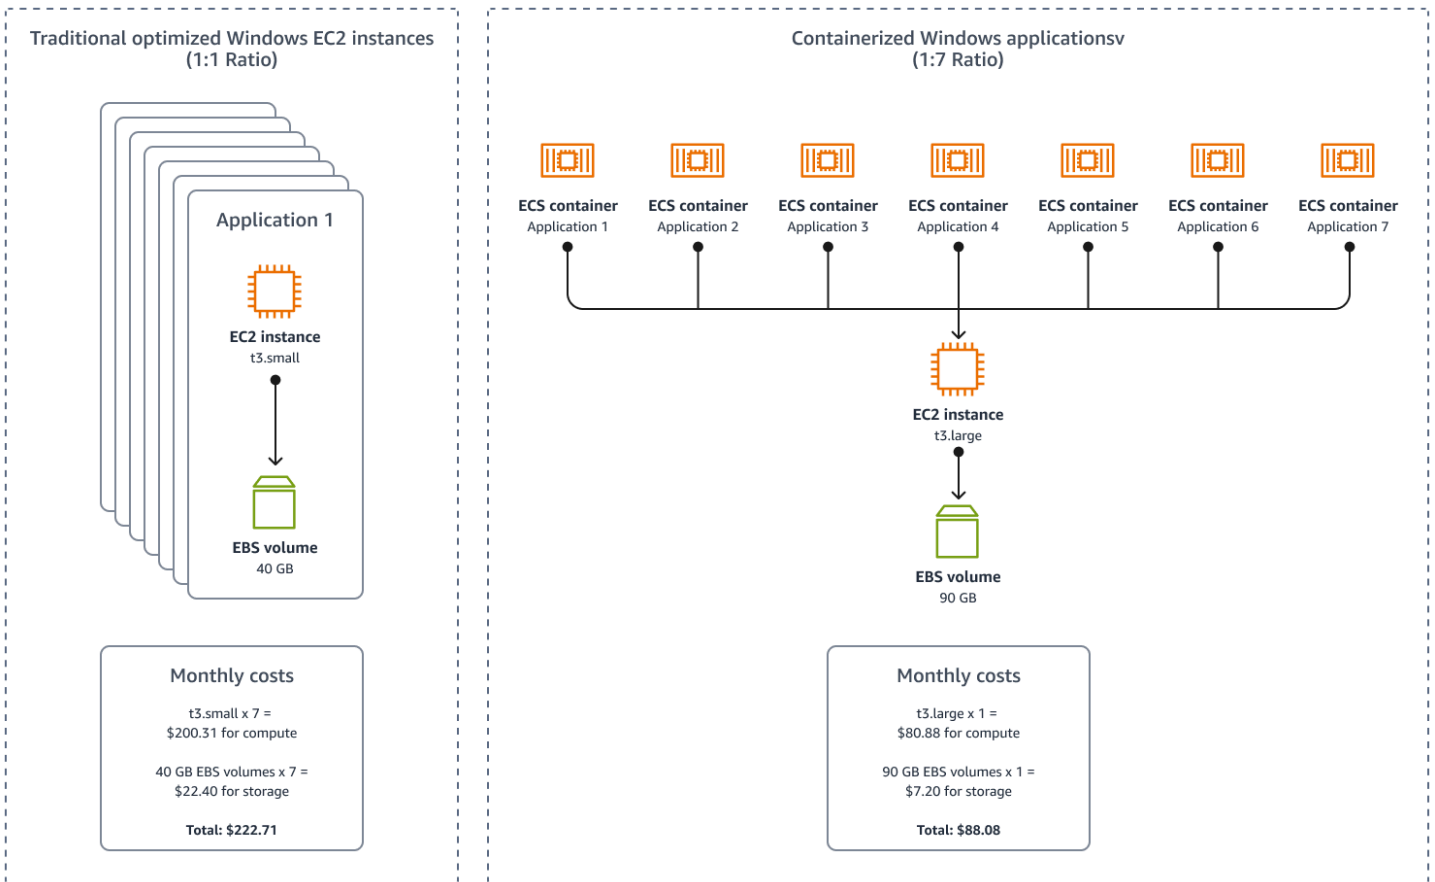 Traditional optimized Windows EC2 instances
(1:1 Ratio)
Application 1
EC2 instance
t3.small
EBS volume
40 GB
Monthly costs
t3.small x 7 =
$200.31 for compute
40 GB EBS volumes x 7 =
$22.40 for storage
Total: $222.71
Containerized Windows applicationsv
(1:7 Ratio)
ECS container
Application 1
ECS container
Application 2
ECS container
Application 3
ECS container
Application 4
ECS container
Application 5
ECS container
Application 6
ECS container
Application 7
EC2 instance
t3.large
EBS volume
90 GB
Monthly costs
t3.large x 1 =
$80.88 for compute
90 GB EBS volumes x 1 =
$7.20 for storage
Total: $88.08